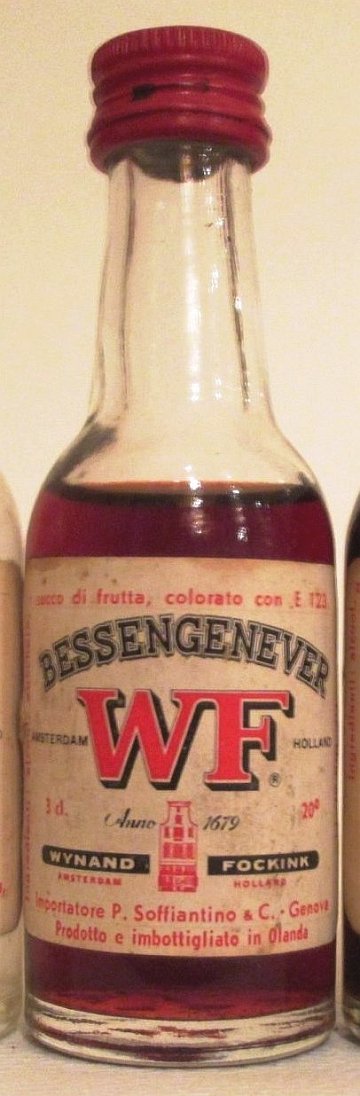 succo di frutta, colorato con E 123
BESSENGENEVER
AMSTERDAM WF HOLLAND
®
3 d. Anno 1679 20º
WYNAND FOCKINK
AMSTERDAM HOLLAND
Importatore P. Soffiantino & C. - Genova
Prodotto e imbottigliato in Olanda